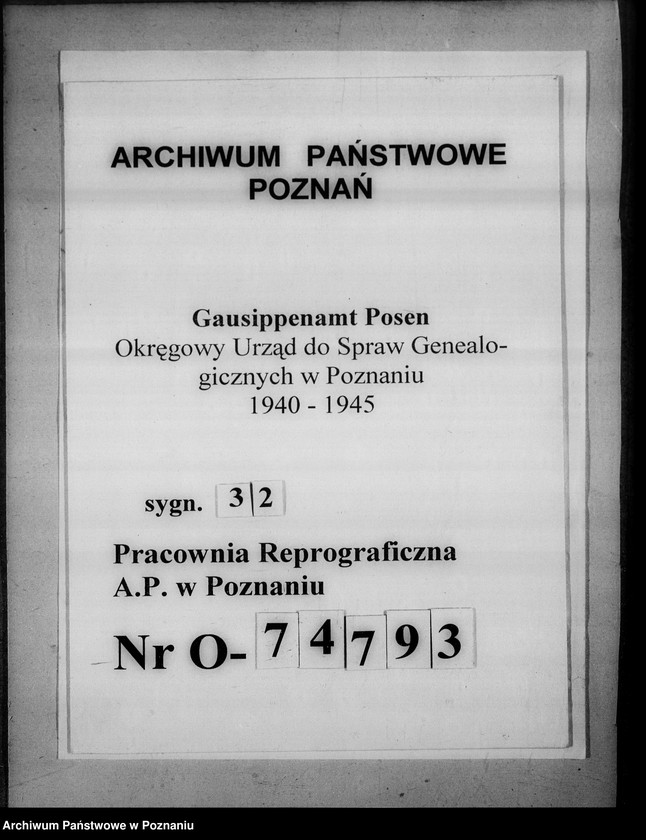 ARCHIWUM PAŃSTWOWE
POZNAŃ
Gausippenamt Posen
Okręgowy Urząd do Spraw Genealo-
gicznych w Poznaniu
1940 - 1945
sygn. 32
Pracownia Reprograficzna
A.P. w Poznaniu
Nr O-74793
Archiwum Państwowe w Poznaniu